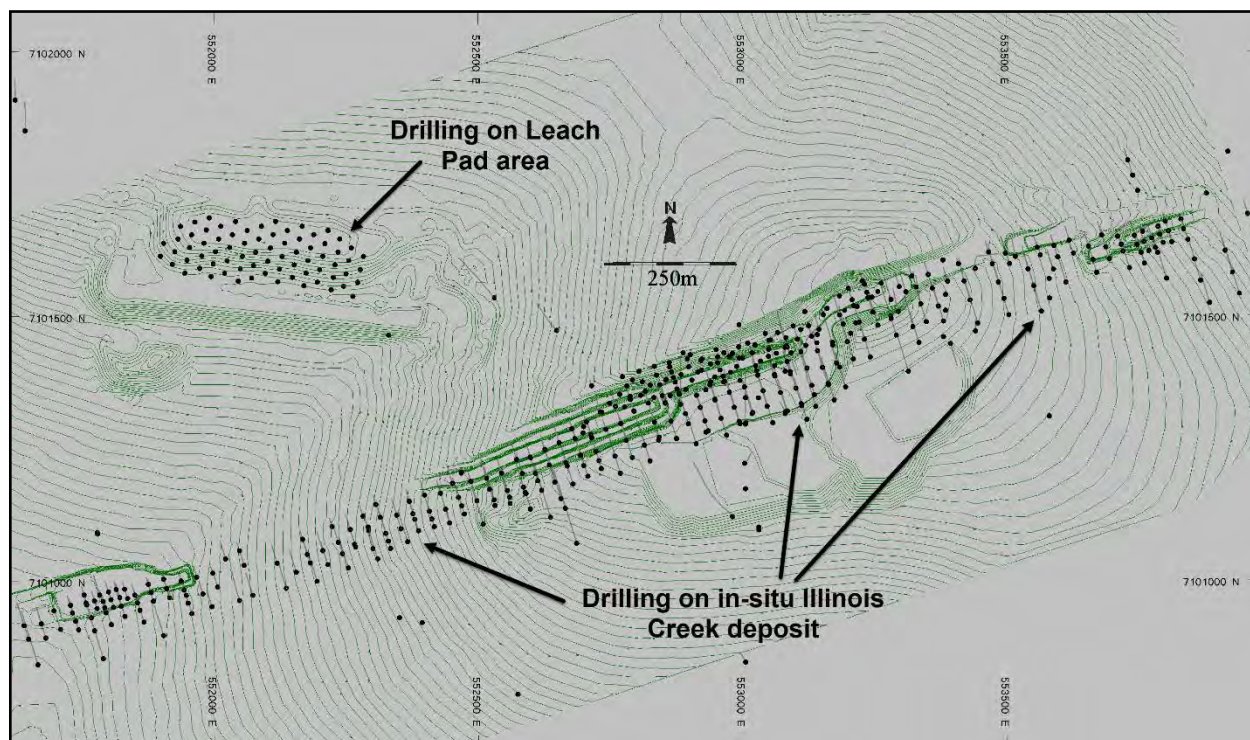 7102000 N
552000 E
552500 E
553000 E
553500 E
Drilling on Leach
Pad area
N
250m
7101500 N
7101500 N
7101000 N
7101000 N
Drilling on in-situ Illinois
Creek deposit
552000 E
552500 E
553000 E
553500 E